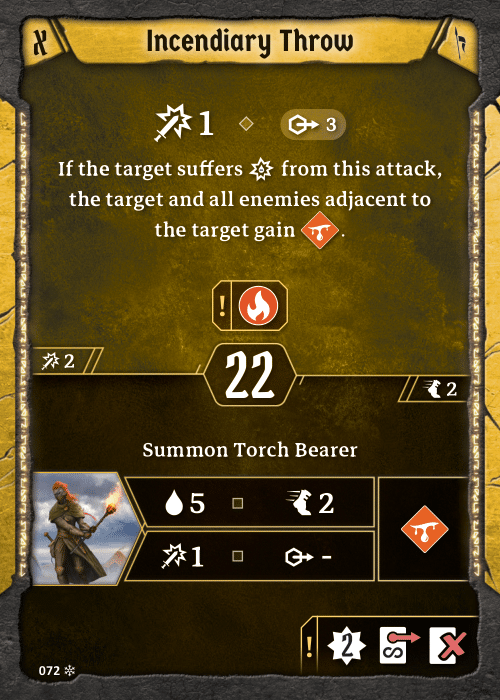 Incendiary Throw
1 3
If the target suffers from this attack,
the target and all enemies adjacent to
the target gain .
!
2
22
2
Summon Torch Bearer
5 2
1 -
! 2
072